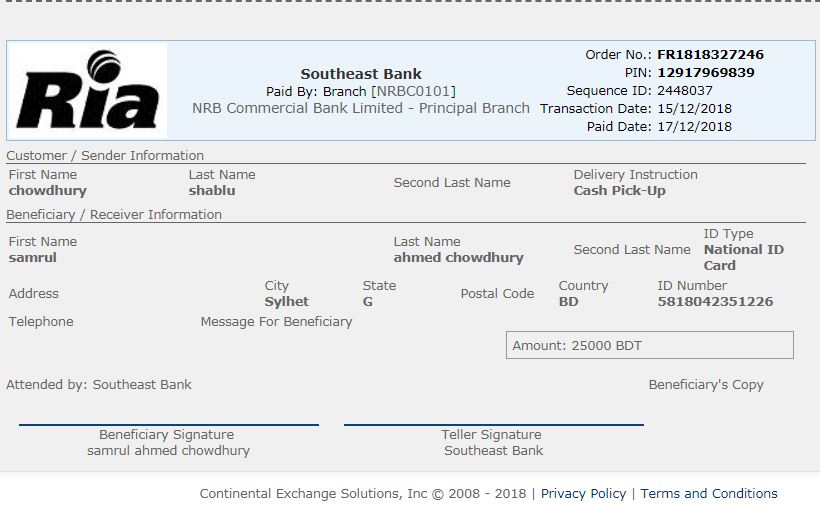 Ria
Southeast Bank
Paid By: Branch [NRBC0101]
NRB Commercial Bank Limited - Principal Branch
Order No.: FR1818327246
PIN: 12917969839
Sequence ID: 2448037
Transaction Date: 15/12/2018
Paid Date: 17/12/2018
Customer / Sender Information
First Name Last Name Second Last Name Delivery Instruction
chowdhury shablu Cash Pick-Up
Beneficiary / Receiver Information
First Name Last Name Second Last Name ID Type
samrul ahmed chowdhury National ID
Card
Address City State Postal Code Country ID Number
Sylhet G BD 5818042351226
Telephone Message For Beneficiary
Amount: 25000 BDT
Attended by: Southeast Bank Beneficiary's Copy
Beneficiary Signature Teller Signature
samrul ahmed chowdhury Southeast Bank
Continental Exchange Solutions, Inc © 2008 - 2018 | Privacy Policy | Terms and Conditions